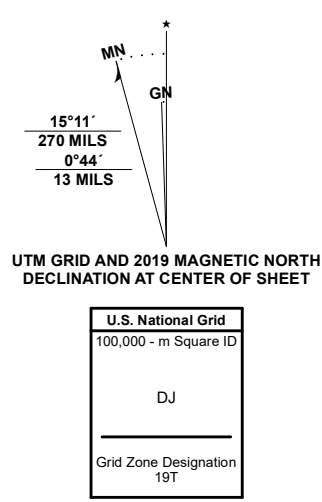 ★
MN
GN
15°11´
270 MILS
0°44´
13 MILS
UTM GRID AND 2019 MAGNETIC NORTH
DECLINATION AT CENTER OF SHEET
U.S. National Grid
100,000 - m Square ID
DJ
Grid Zone Designation
19T